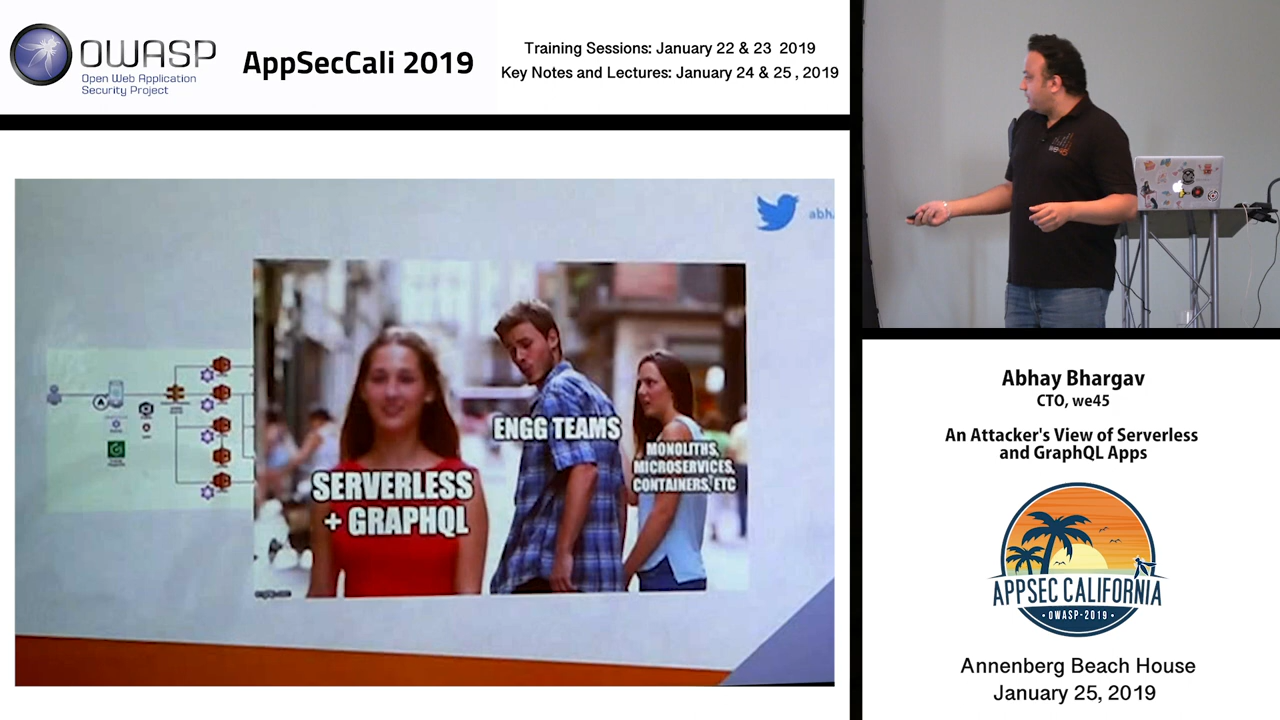 OWASP
Open Web Application
Security Project
AppSecCali 2019
Training Sessions: January 22 & 23 2019
Key Notes and Lectures: January 24 & 25 , 2019
abh
SERVERLESS
+ GRAPHQL
ENGG TEAMS
MONOLITHS,
MICROSERVICES,
CONTAINERS, ETC
Abhay Bhargav
CTO, we45
An Attacker's View of Serverless
and GraphQL Apps
APPSEC CALIFORNIA
• OWASP-2019 •
Annenberg Beach House
January 25, 2019